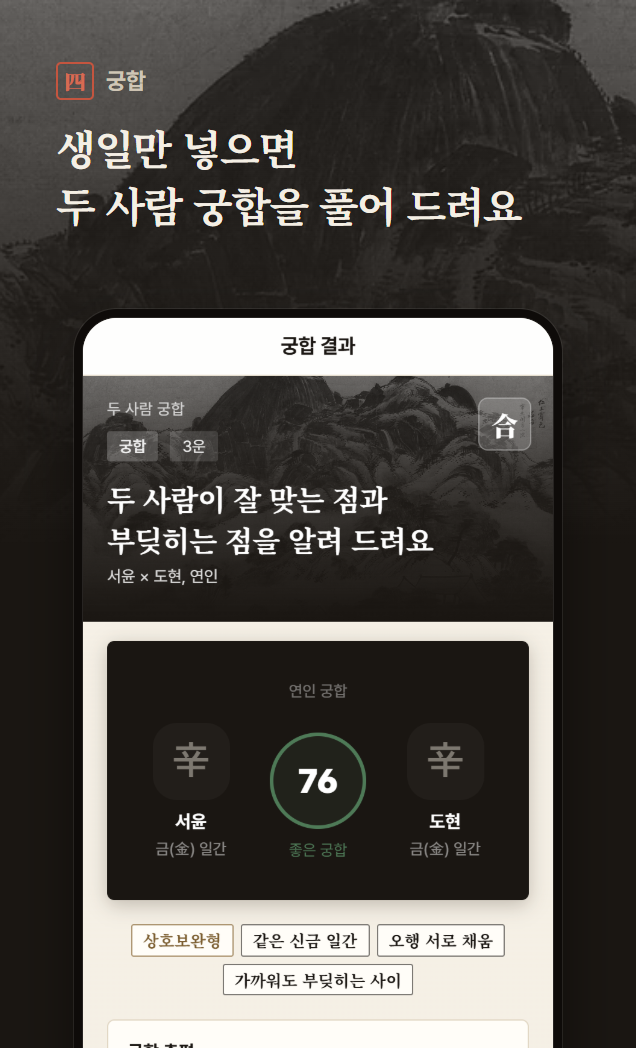 四 궁합
생일만 넣으면
두 사람 궁합을 풀어 드려요
궁합 결과
두 사람 궁합
궁합 3운
合
두 사람이 잘 맞는 점과
부딪히는 점을 알려 드려요
서윤 × 도현, 연인
연인 궁합
辛 76 辛
서윤 도현
금(金) 일간 좋은 궁합 금(金) 일간
상호보완형 같은 신금 일간 오행 서로 채움
가까워도 부딪히는 사이